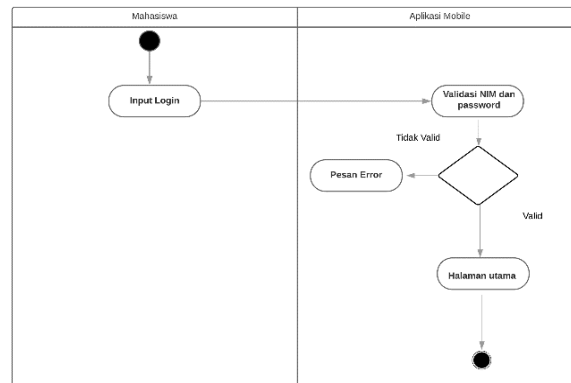 Mahasiswa
Aplikasi Mobile
Input Login
Validasi NIM dan
password
Tidak Valid
Pesan Error
Valid
Halaman utama